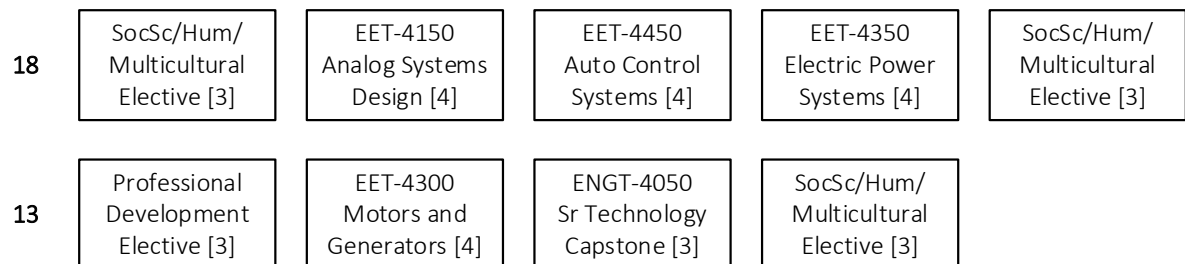 18
SocSc/Hum/
Multicultural
Elective [3]
EET-4150
Analog Systems
Design [4]
EET-4450
Auto Control
Systems [4]
EET-4350
Electric Power
Systems [4]
SocSc/Hum/
Multicultural
Elective [3]
13
Professional
Development
Elective [3]
EET-4300
Motors and
Generators [4]
ENGT-4050
Sr Technology
Capstone [3]
SocSc/Hum/
Multicultural
Elective [3]